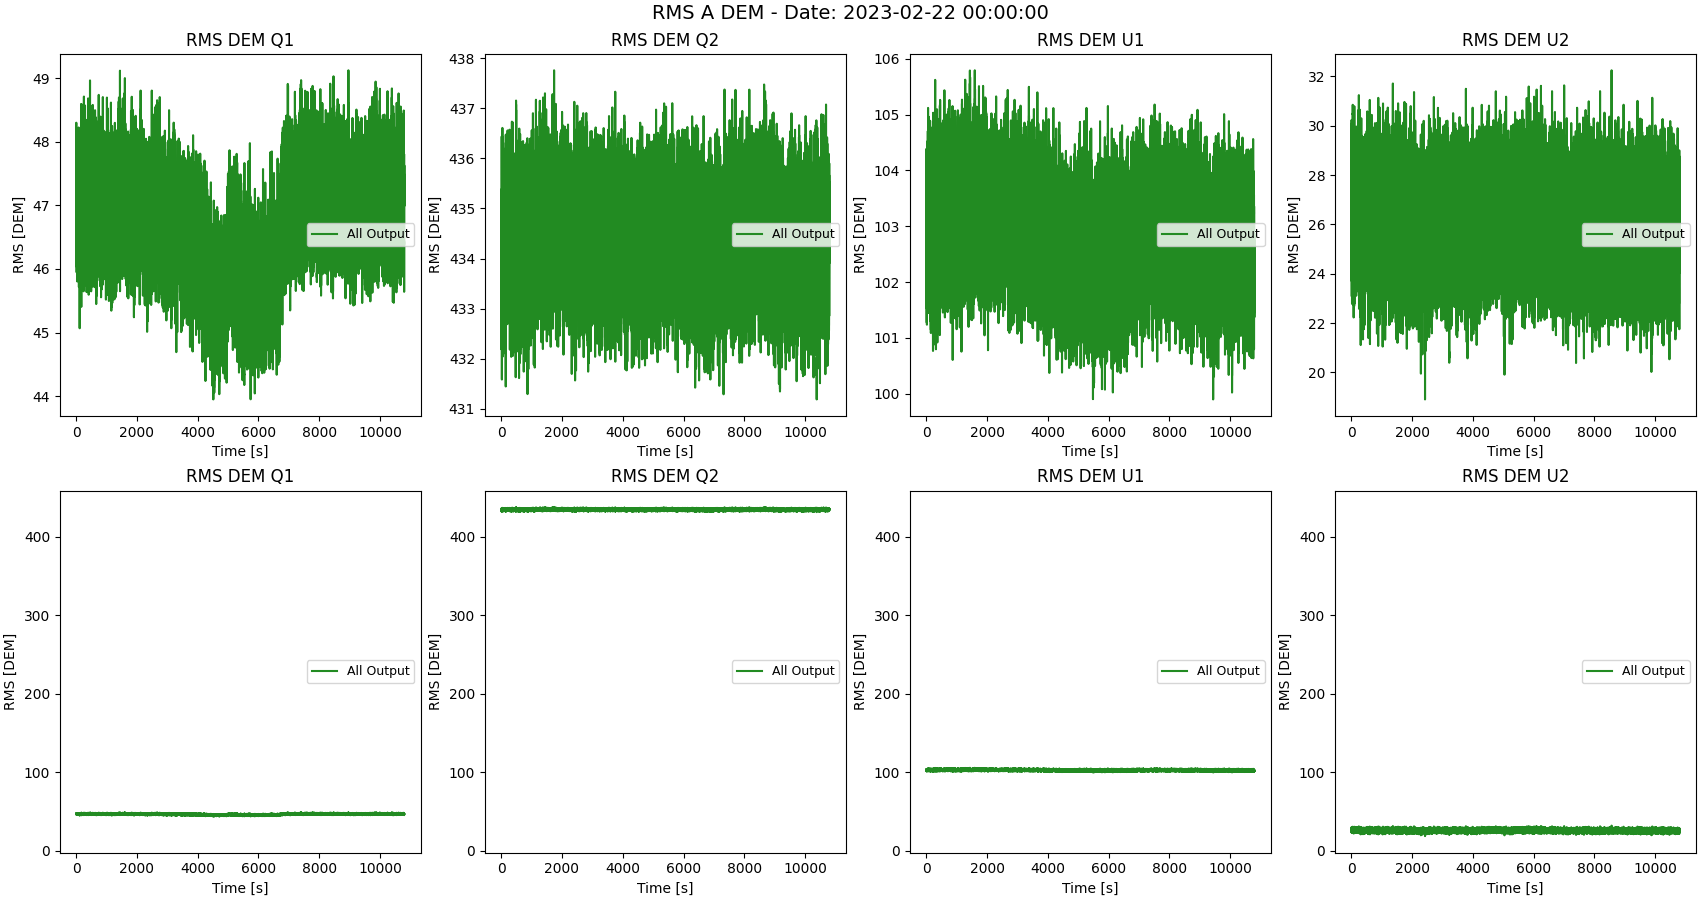 RMS A DEM - Date: 2023-02-22 00:00:00
RMS DEM Q1
RMS [DEM]
49
48
47
46
45
44
All Output
0 2000 4000 6000 8000 10000
Time [s]
RMS DEM Q2
RMS [DEM]
438
437
436
435
434
433
432
431
All Output
0 2000 4000 6000 8000 10000
Time [s]
RMS DEM U1
RMS [DEM]
106
105
104
103
102
101
100
All Output
0 2000 4000 6000 8000 10000
Time [s]
RMS DEM U2
RMS [DEM]
32
30
28
26
24
22
20
All Output
0 2000 4000 6000 8000 10000
Time [s]
RMS DEM Q1
RMS [DEM]
400
300
200
100
0
All Output
0 2000 4000 6000 8000 10000
Time [s]
RMS DEM Q2
RMS [DEM]
400
300
200
100
0
All Output
0 2000 4000 6000 8000 10000
Time [s]
RMS DEM U1
RMS [DEM]
400
300
200
100
0
All Output
0 2000 4000 6000 8000 10000
Time [s]
RMS DEM U2
RMS [DEM]
400
300
200
100
0
All Output
0 2000 4000 6000 8000 10000
Time [s]